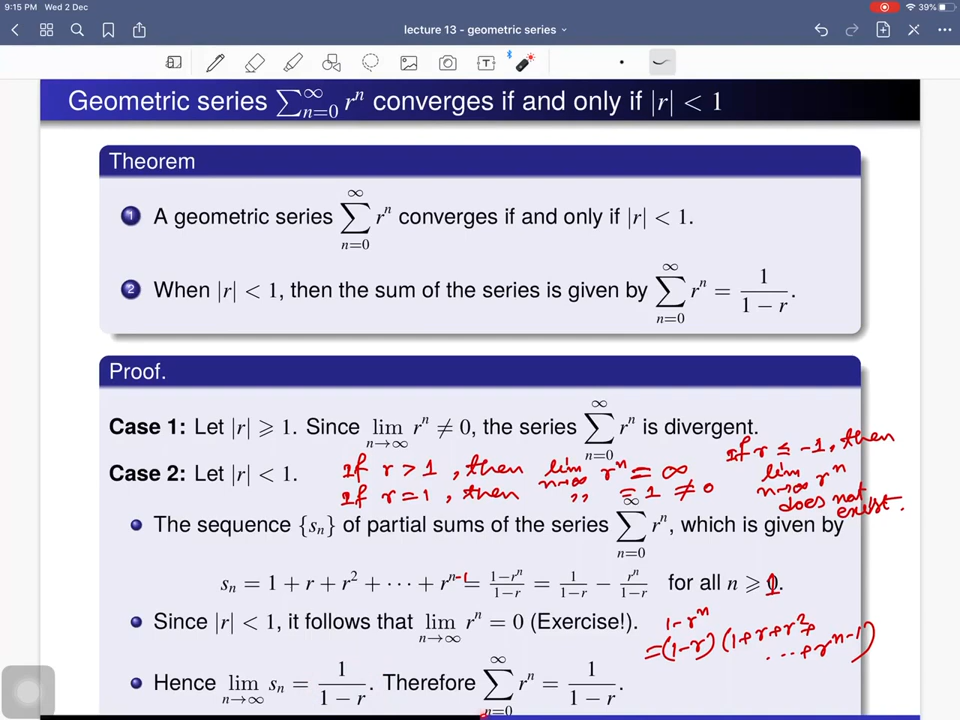 9:15 PM Wed 2 Dec 39%
lecture 13 - geometric series
Geometric series ∑_{n=0}^{∞} r^n converges if and only if |r| < 1
Theorem
1 A geometric series ∑_{n=0}^{∞} r^n converges if and only if |r| < 1.
2 When |r| < 1, then the sum of the series is given by ∑_{n=0}^{∞} r^n = 1/(1 − r).
Proof.
Case 1: Let |r| ⩾ 1. Since lim_{n→∞} r^n ≠ 0, the series ∑_{n=0}^{∞} r^n is divergent.
If r ≤ -1, then
lim_{n→∞} r^n
does not
exist.
Case 2: Let |r| < 1.
If r > 1, then lim_{n→∞} r^n = ∞
If r = 1, then ,, = 1 ≠ 0
• The sequence {s_n} of partial sums of the series ∑_{n=0}^{∞} r^n, which is given by
s_n = 1 + r + r^2 + ⋯ + r^{n-1} = (1−r^n)/(1−r) = 1/(1−r) − r^n/(1−r) for all n ⩾ 1.
• Since |r| < 1, it follows that lim_{n→∞} r^n = 0 (Exercise!).
1-r^n
=(1-r)(1+r+r^2+
...+r^{n-1})
• Hence lim_{n→∞} s_n = 1/(1 − r). Therefore ∑_{n=0}^{∞} r^n = 1/(1 − r).